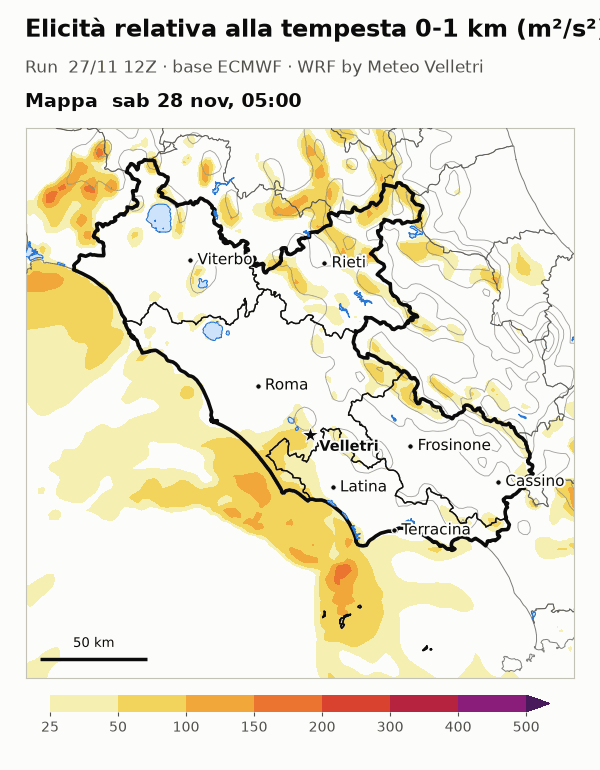 Elicità relativa alla tempesta 0-1 km (m²/s²)
Run 27/11 12Z · base ECMWF · WRF by Meteo Velletri
Mappa sab 28 nov, 05:00
Viterbo
Rieti
Roma
Velletri
Frosinone
Latina
Cassino
Terracina
50 km
25 50 100 150 200 300 400 500